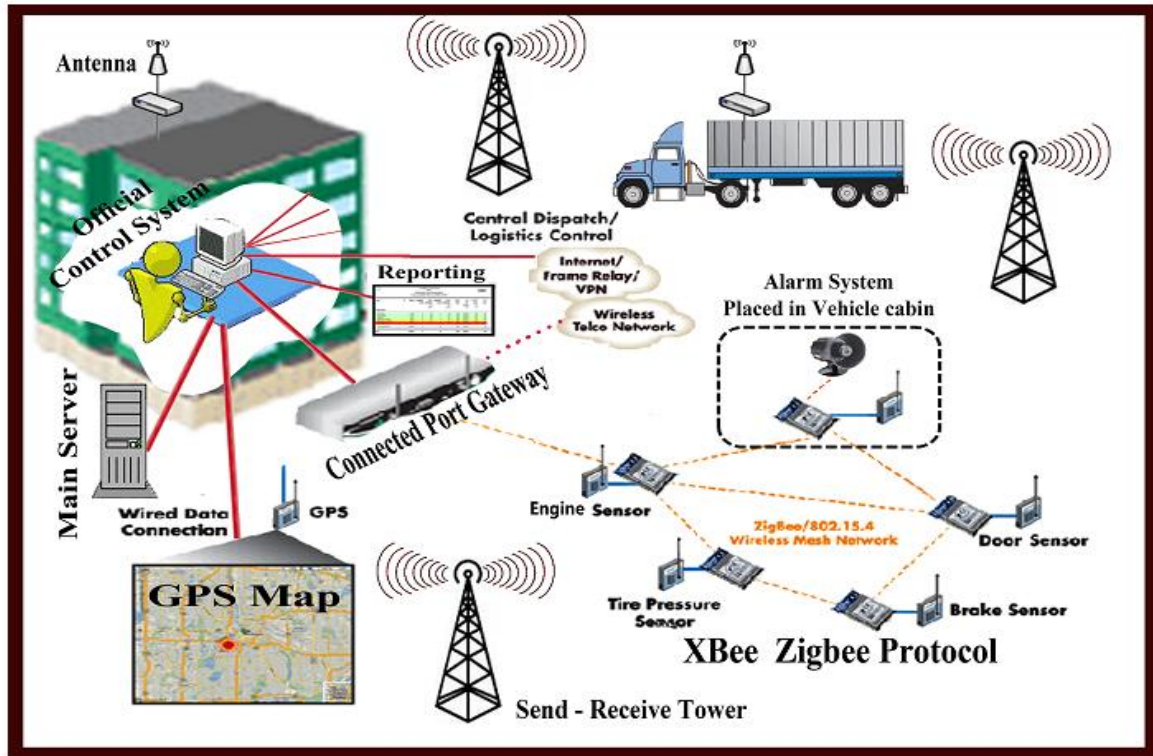 Antenna
Official
Control System
Central Dispatch/
Logistics Control
Internet/
Frame Relay/
VPN
Reporting
Wireless
Telco Network
Alarm System
Placed in Vehicle cabin
Main Server
Connected Port Gateway
Wired Data
Connection
GPS
GPS Map
Engine Sensor
ZigBee/802.15.4
Wireless Mesh Network
Door Sensor
Tire Pressure
Sensor
Brake Sensor
XBee Zigbee Protocol
Send - Receive Tower